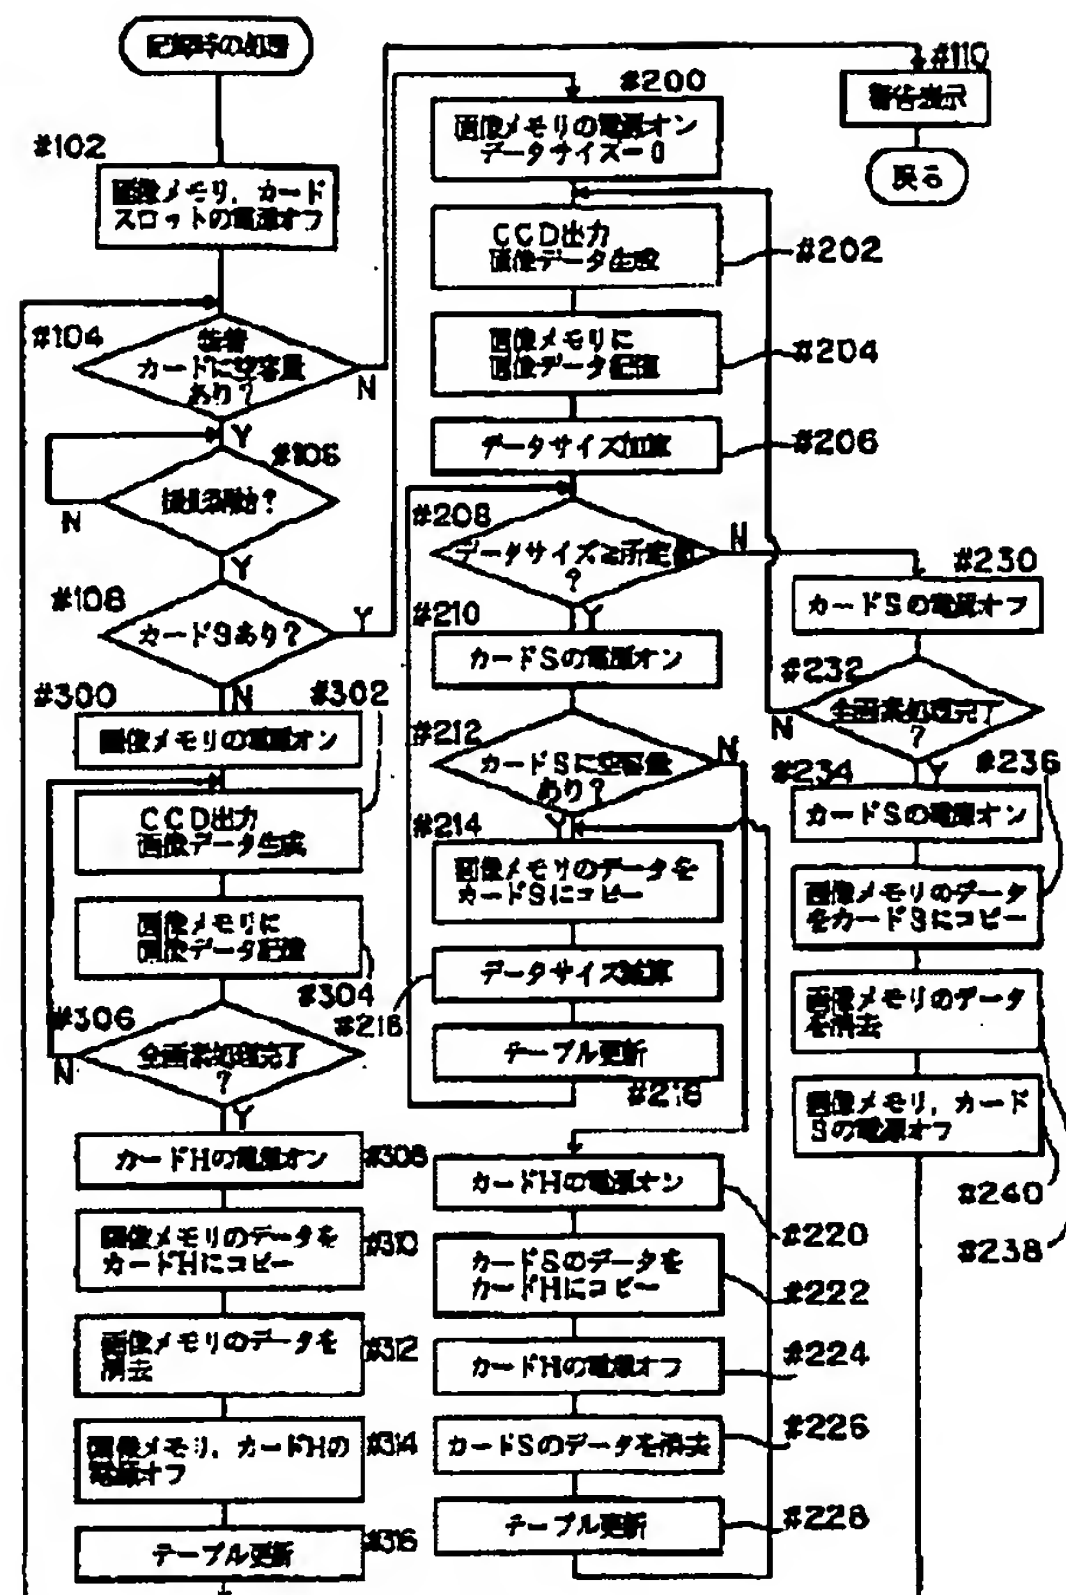 記録時の処理
#102
画像メモリ,カード
スロットの電源オフ
#104
装着
カードに空容量
あり?
N
Y
#106
撮影開始?
N
Y
#108
カードSあり?
Y
N
#300
画像メモリの電源オン
#302
CCD出力
画像データ生成
画像メモリに
画像データ記憶
#304
#306
全画素処理完了
?
N
Y
カードHの電源オン
#308
画像メモリのデータを
カードHにコピー
#310
画像メモリのデータを
消去
#312
画像メモリ,カードHの
電源オフ
#314
テーブル更新
#316
#200
画像メモリの電源オン
データサイズ=0
CCD出力
画像データ生成
#202
画像メモリに
画像データ記憶
#204
データサイズ加算
#206
#208
データサイズ≧所定値
?
N
Y
#210
カードSの電源オン
#212
カードSに空容量
あり?
N
Y
#214
画像メモリのデータを
カードSにコピー
データサイズ減算
#216
テーブル更新
#218
カードHの電源オン
#220
カードSのデータを
カードHにコピー
#222
カードHの電源オフ
#224
カードSのデータを消去
#226
テーブル更新
#228
#110
警告表示
戻る
#230
カードSの電源オフ
#232
全画素処理完了
?
N
Y
#234
カードSの電源オン
#236
画像メモリのデータ
をカードSにコピー
画像メモリのデータ
を消去
画像メモリ,カード
Sの電源オフ
#240
#238